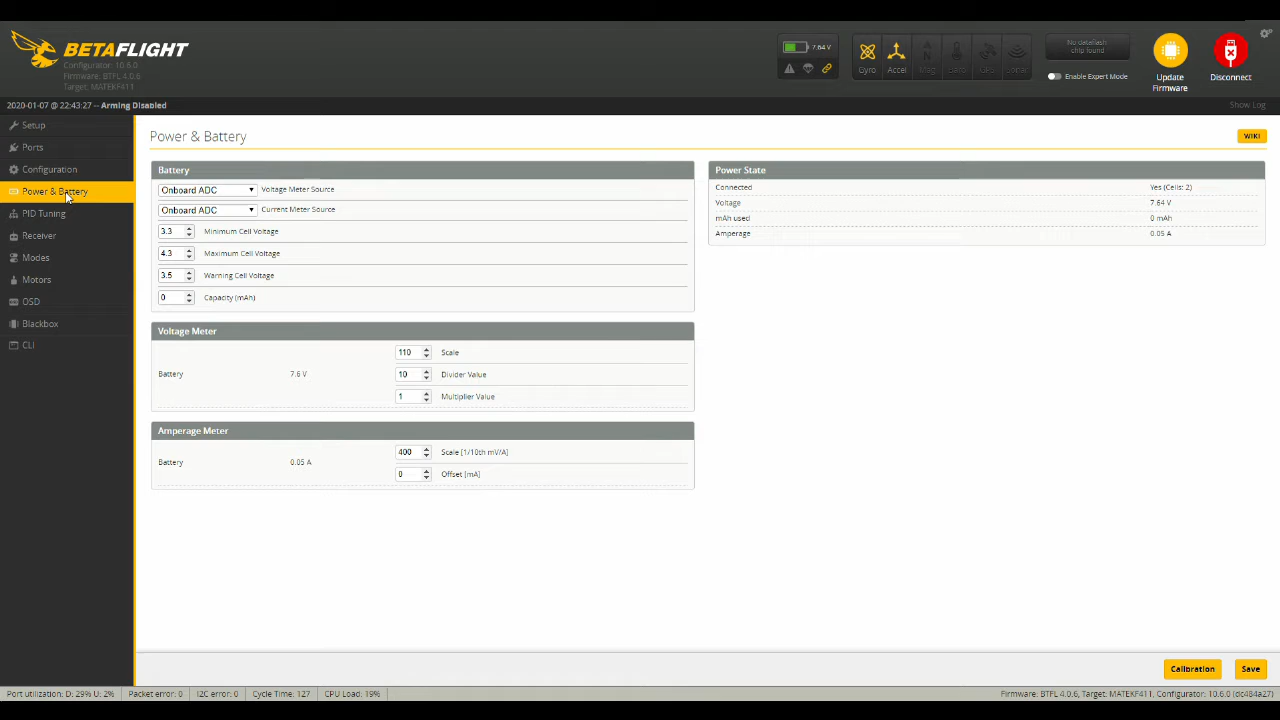 BETAFLIGHT
Configurator: 10.6.0
Firmware: BTFL 4.0.6
Target: MATEKF411
7.64 V
Gyro
Accel
Mag
Baro
GPS
Sonar
No dataflash
chip found
Enable Expert Mode
Update
Firmware
Disconnect
2020-01-07 @ 22:43:27 -- Arming Disabled
Show Log
Setup
Ports
Configuration
Power & Battery
PID Tuning
Receiver
Modes
Motors
OSD
Blackbox
CLI
Power & Battery
WIKI
Battery
Onboard ADC Voltage Meter Source
Onboard ADC Current Meter Source
3.3 Minimum Cell Voltage
4.3 Maximum Cell Voltage
3.5 Warning Cell Voltage
0 Capacity (mAh)
Voltage Meter
Battery 7.6 V
110 Scale
10 Divider Value
1 Multiplier Value
Amperage Meter
Battery 0.05 A
400 Scale [1/10th mV/A]
0 Offset [mA]
Power State
Connected Yes (Cells: 2)
Voltage 7.64 V
mAh used 0 mAh
Amperage 0.05 A
Calibration
Save
Port utilization: D: 29% U: 2% Packet error: 0 I2C error: 0 Cycle Time: 127 CPU Load: 19% Firmware: BTFL 4.0.6, Target: MATEKF411, Configurator: 10.6.0 (dc484a27)